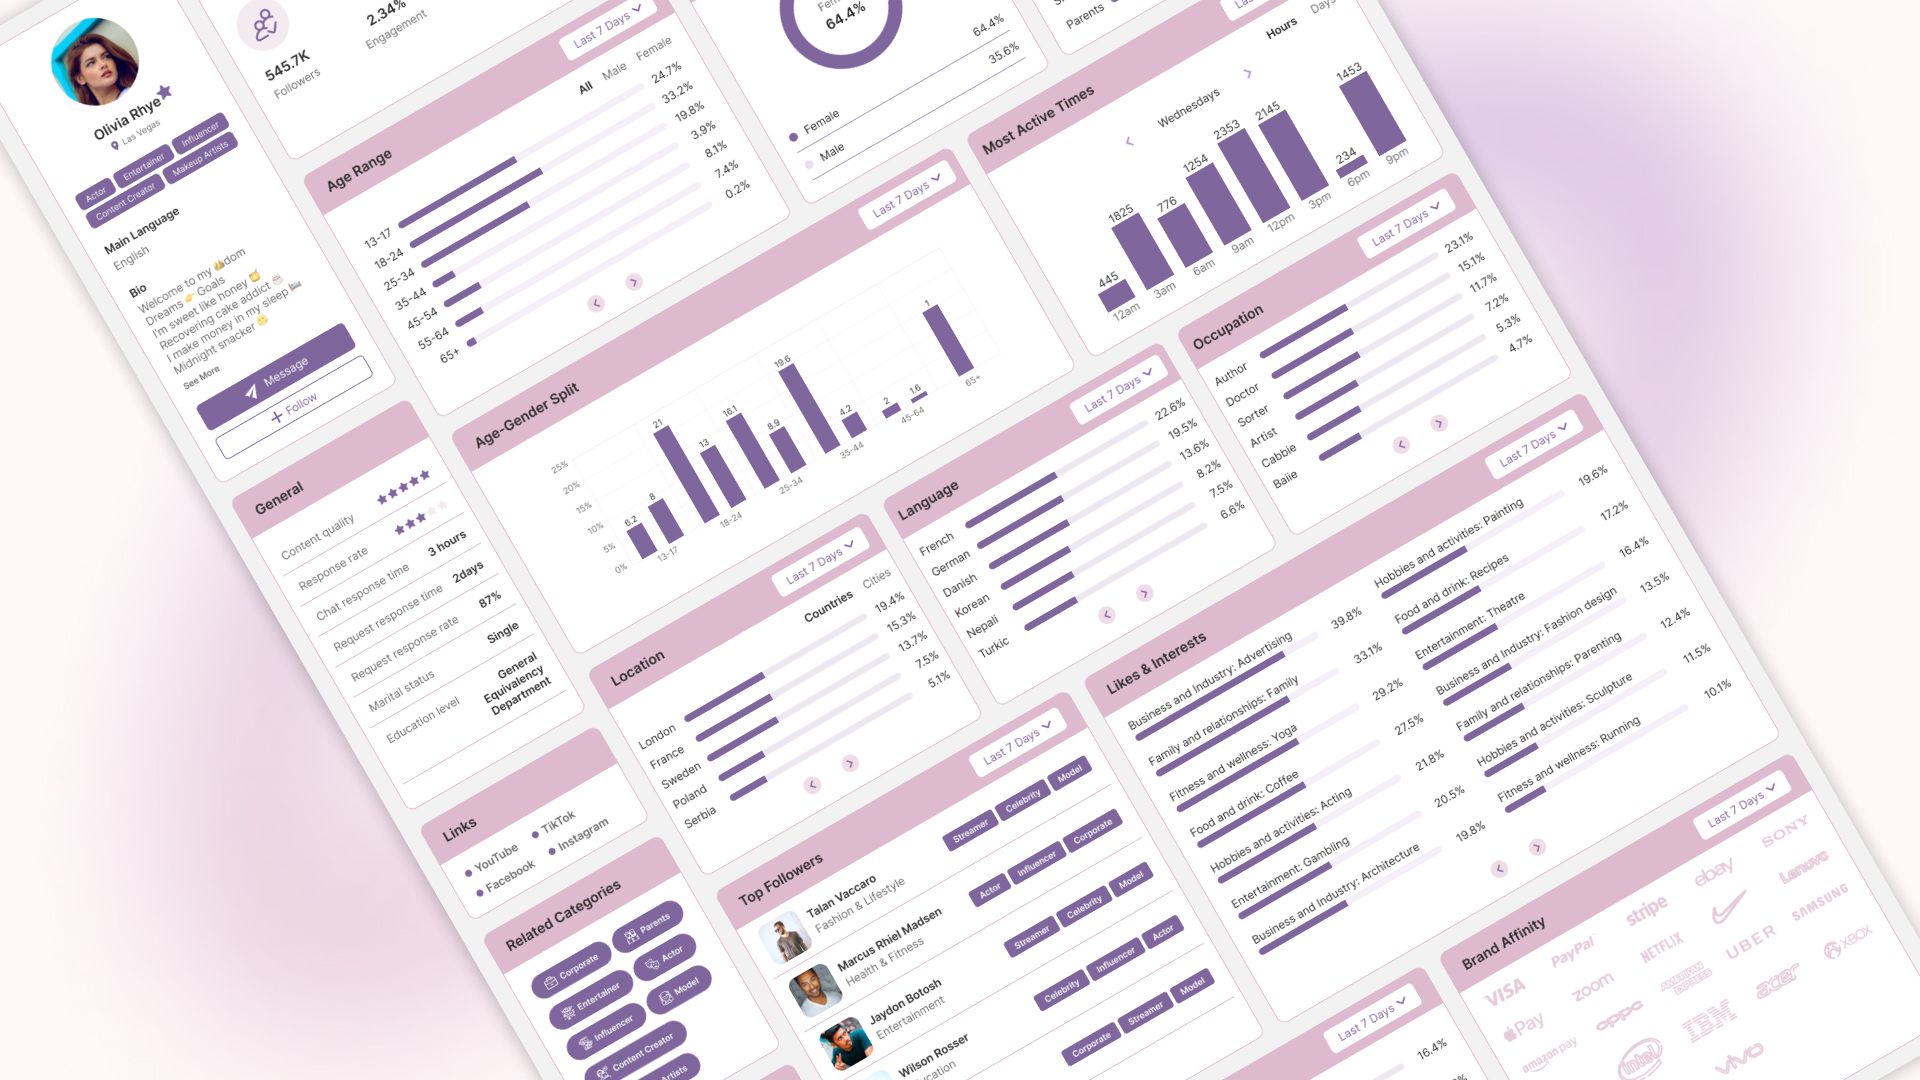 Olivia Rhye
Las Vegas
Actor
Entertainer
Influencer
Content Creator
Makeup Artists
Main Language
English
Bio
Welcome to my 👑dom
Dreams 👉 Goals
I'm sweet like honey 🍯
Recovering cake addict 🍰
I make money in my sleep 🛌
Midnight snacker 🌝
See More
Message
Follow
545.7K
Followers
2.34%
Engagement
Age Range
Last 7 Days
All Male Female
13-17 24.7%
18-24 33.2%
25-34 19.8%
35-44 3.9%
45-54 8.1%
55-64 7.4%
65+ 0.2%
64.4%
Female 64.4%
Male 35.6%
Parents
Most Active Times
Hours Days
Wednesdays
445 1825 776 1254 2353 2145 234 1453
12am 3am 6am 9am 12pm 3pm 6pm 9pm
General
Content quality
Response rate
Chat response time 3 hours
Request response time 2days
Request response rate 87%
Marital status Single
Education level General
Equivalency
Department
Age-Gender Split
Last 7 Days
25%
20%
15%
10%
5%
0%
6.2 8 21 13 16.1 8.9 19.6 4.2 2 1.6 1
13-17 18-24 25-34 35-44 45-64 65+
Occupation
Last 7 Days
Author 23.1%
Doctor 15.1%
Sorter 11.7%
Artist 7.2%
Cabbie 5.3%
Balie 4.7%
Language
Last 7 Days
French 22.6%
German 19.5%
Danish 13.6%
Korean 8.2%
Nepali 7.5%
Turkic 6.6%
Location
Last 7 Days
Countries Cities
London 19.4%
France 15.3%
Sweden 13.7%
Poland 7.5%
Serbia 5.1%
Links
YouTube
TikTok
Facebook
Instagram
Related Categories
Corporate
Parents
Entertainer
Actor
Influencer
Model
Content Creator
Artists
Top Followers
Last 7 Days
Talan Vaccaro
Fashion & Lifestyle
Streamer Celebrity Model
Marcus Rhiel Madsen
Health & Fitness
Actor Influencer Corporate
Jaydon Botosh
Entertainment
Streamer Celebrity Model
Wilson Rosser
Celebrity Influencer Actor
Corporate Streamer Model
Likes & Interests
Last 7 Days
Business and Industry: Advertising 39.8%
Family and relationships: Family 33.1%
Fitness and wellness: Yoga 29.2%
Food and drink: Coffee 27.5%
Hobbies and activities: Acting 21.8%
Entertainment: Gambling 20.5%
Business and Industry: Architecture 19.8%
Hobbies and activities: Painting 19.6%
Food and drink: Recipes 17.2%
Entertainment: Theatre 16.4%
Business and Industry: Fashion design 13.5%
Family and relationships: Parenting 12.4%
Hobbies and activities: Sculpture 11.5%
Fitness and wellness: Running 10.1%
Last 7 Days
16.4%
Brand Affinity
Last 7 Days
VISA PayPal stripe ebay SONY
Pay zoom NETFLIX Lenovo
amazon pay oppo AMERICAN EXPRESS UBER SAMSUNG
intel IBM acer XBOX
vivo